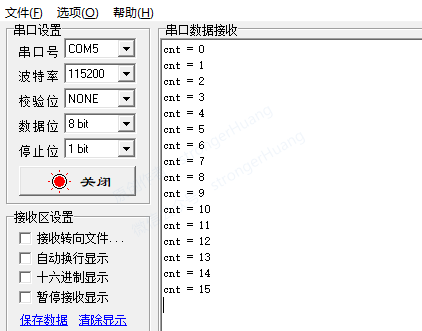 文件(F) 选项(O) 帮助(H)
串口设置
串口号 COM5
波特率 115200
校验位 NONE
数据位 8 bit
停止位 1 bit
关闭
接收区设置
接收转向文件...
自动换行显示
十六进制显示
暂停接收显示
保存数据 清除显示
串口数据接收
cnt = 0
cnt = 1
cnt = 2
cnt = 3
cnt = 4
cnt = 5
cnt = 6
cnt = 7
cnt = 8
cnt = 9
cnt = 10
cnt = 11
cnt = 12
cnt = 13
cnt = 14
cnt = 15
strongerHuang